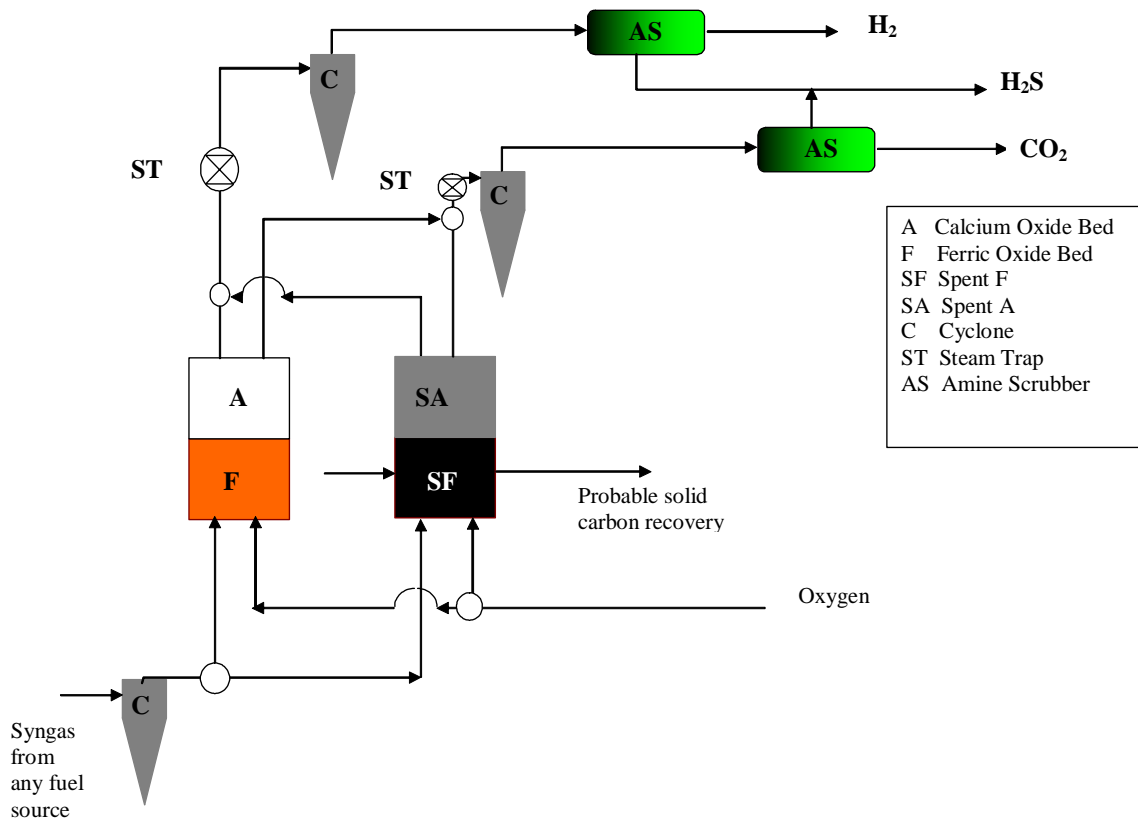 AS
H2
C
H2S
ST
AS
CO2
ST
C
A Calcium Oxide Bed
F Ferric Oxide Bed
SF Spent F
SA Spent A
C Cyclone
ST Steam Trap
AS Amine Scrubber
A
SA
F
SF
Probable solid
carbon recovery
Oxygen
C
Syngas
from
any fuel
source